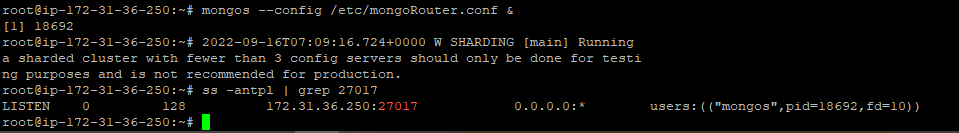 root@ip-172-31-36-250:~# mongos --config /etc/mongoRouter.conf &
[1] 18692
root@ip-172-31-36-250:~# 2022-09-16T07:09:16.724+0000 W SHARDING [main] Running
a sharded cluster with fewer than 3 config servers should only be done for testi
ng purposes and is not recommended for production.
root@ip-172-31-36-250:~# ss -antpl | grep 27017
LISTEN     0          128          172.31.36.250:27017          0.0.0.0:*        users:(("mongos",pid=18692,fd=10))
root@ip-172-31-36-250:~#